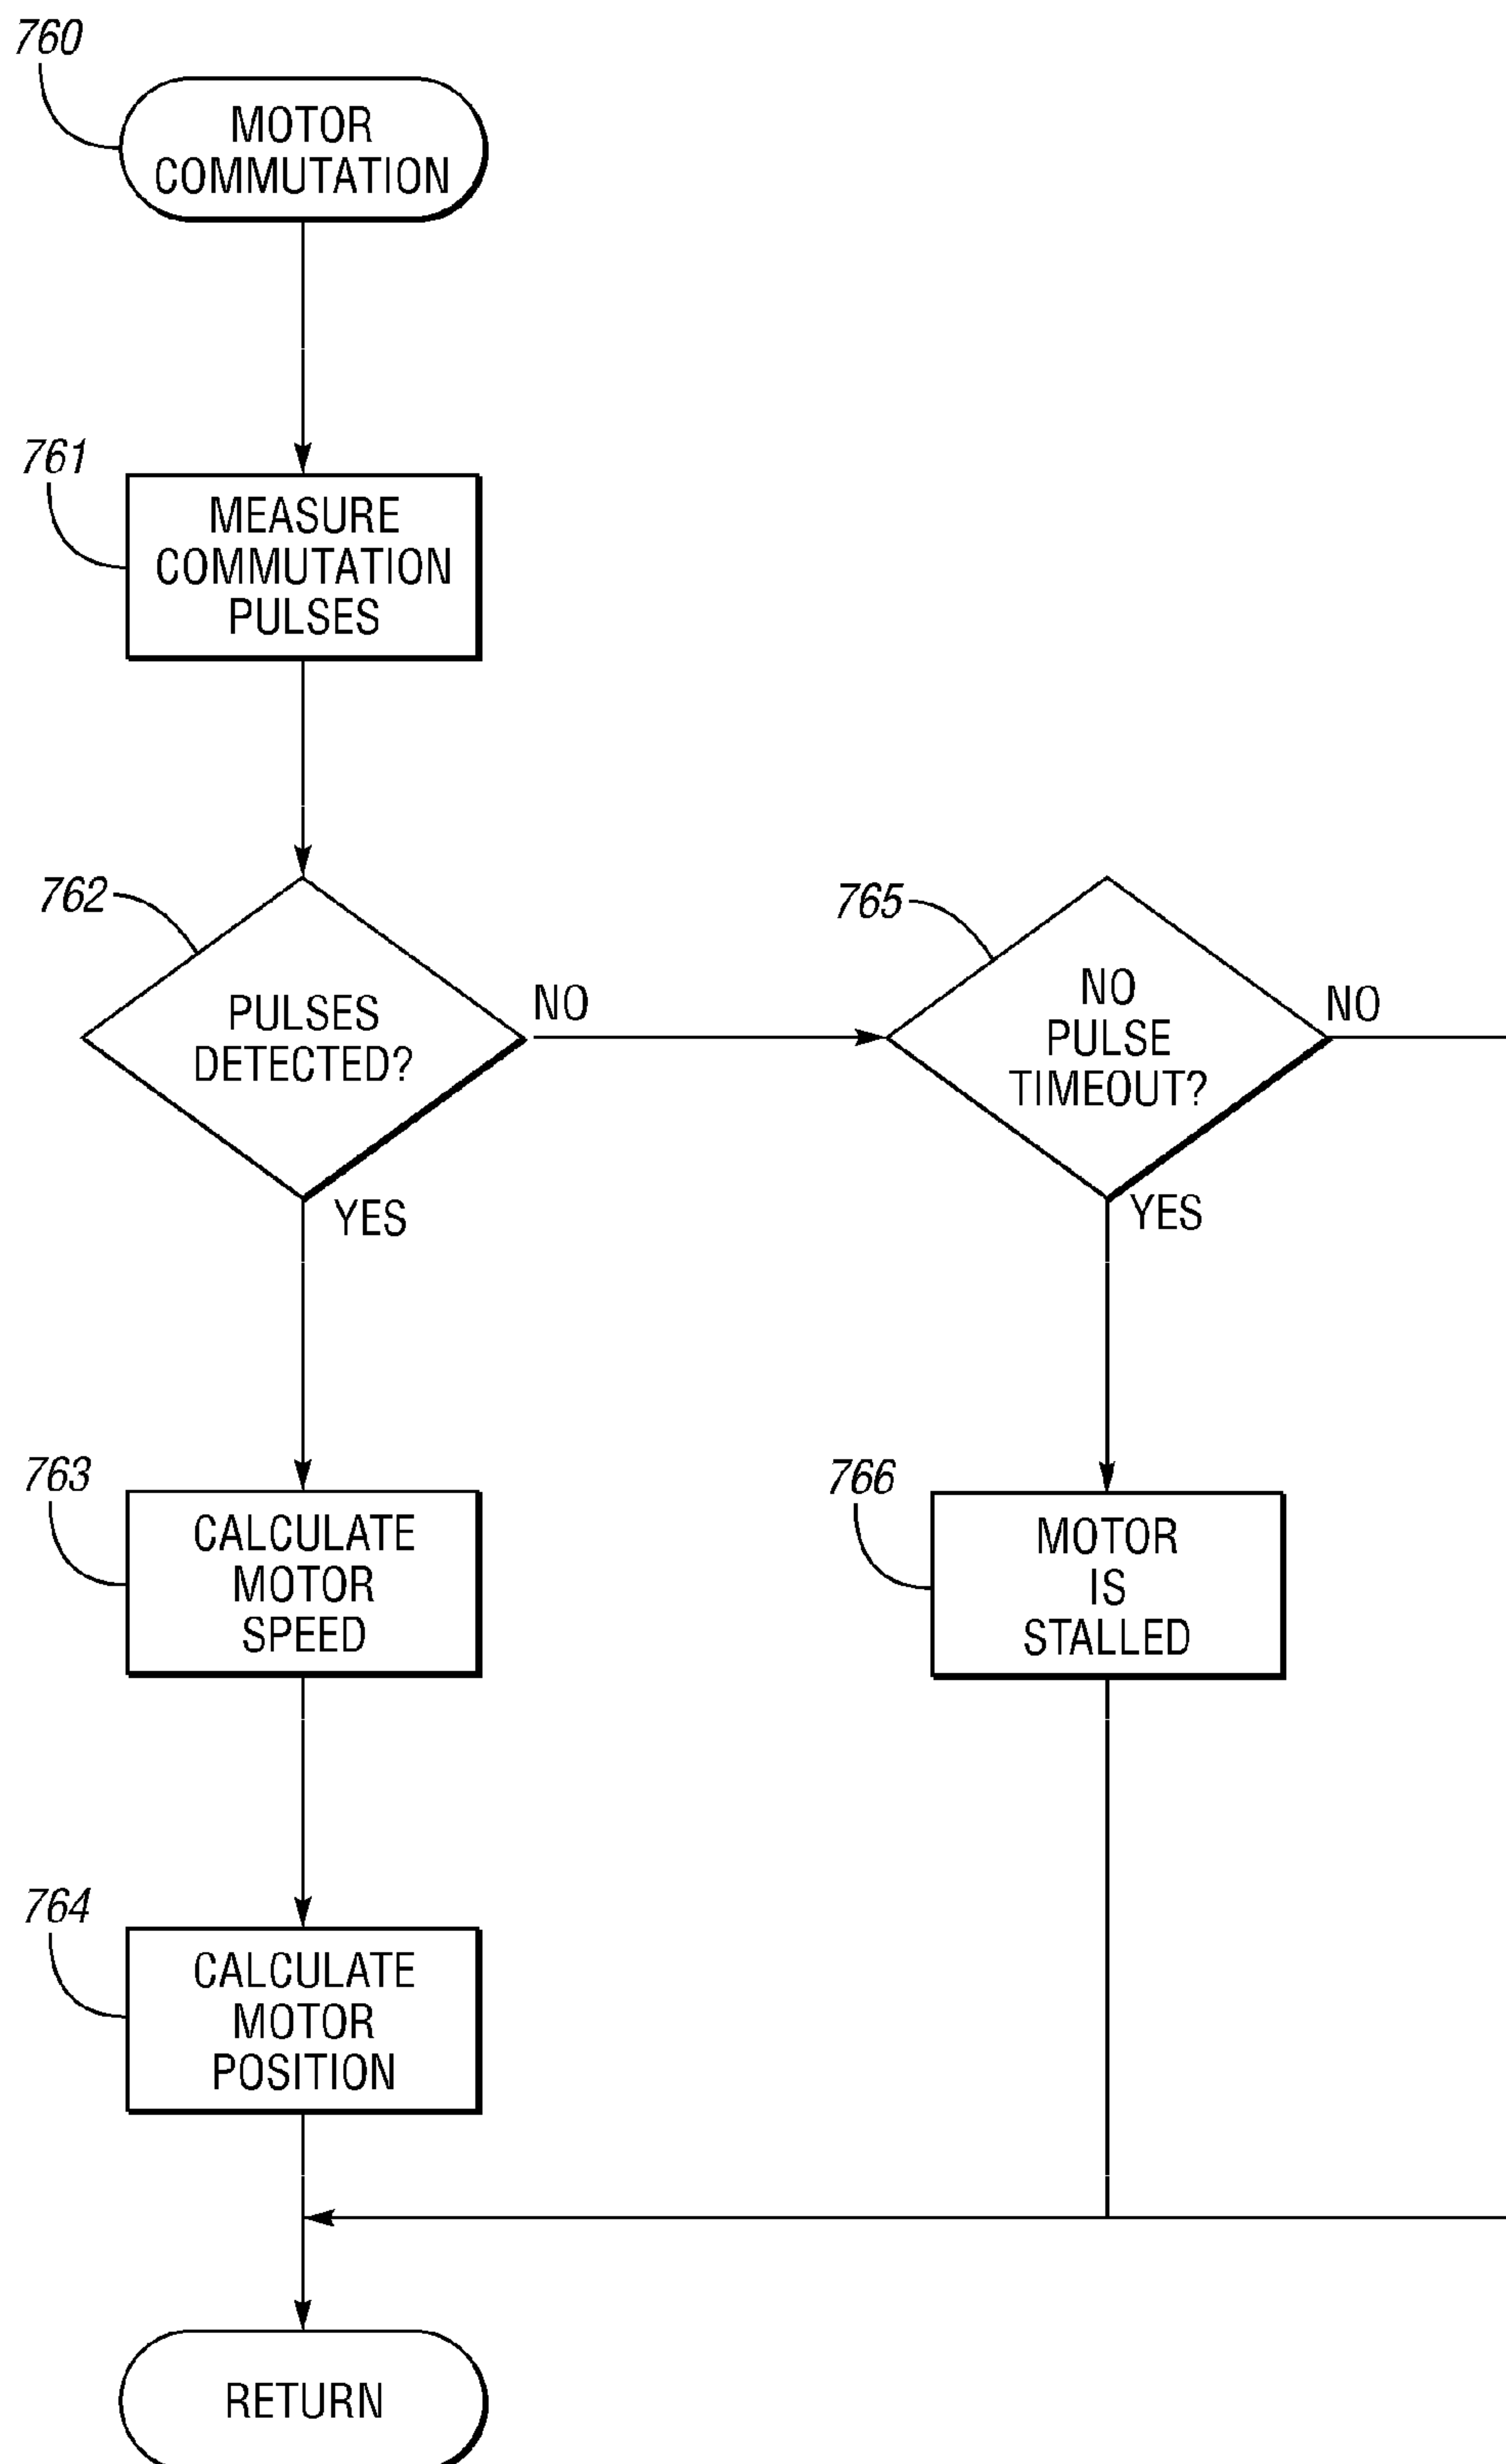 760
MOTOR
COMMUTATION
761
MEASURE
COMMUTATION
PULSES
762
PULSES
DETECTED?
NO
YES
765
NO
PULSE
TIMEOUT?
NO
YES
763
CALCULATE
MOTOR
SPEED
766
MOTOR
IS
STALLED
764
CALCULATE
MOTOR
POSITION
RETURN